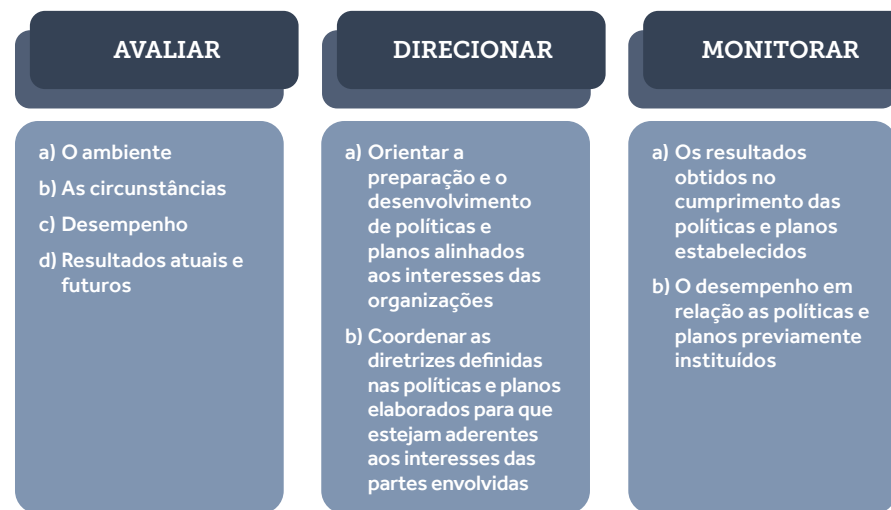 AVALIAR
a) O ambiente
b) As circunstâncias
c) Desempenho
d) Resultados atuais e
futuros
DIRECIONAR
a) Orientar a
preparação e o
desenvolvimento
de políticas e
planos alinhados
aos interesses das
organizações
b) Coordenar as
diretrizes definidas
nas políticas e planos
elaborados para que
estejam aderentes
aos interesses das
partes envolvidas
MONITORAR
a) Os resultados
obtidos no
cumprimento das
políticas e planos
estabelecidos
b) O desempenho em
relação as políticas e
planos previamente
instituídos